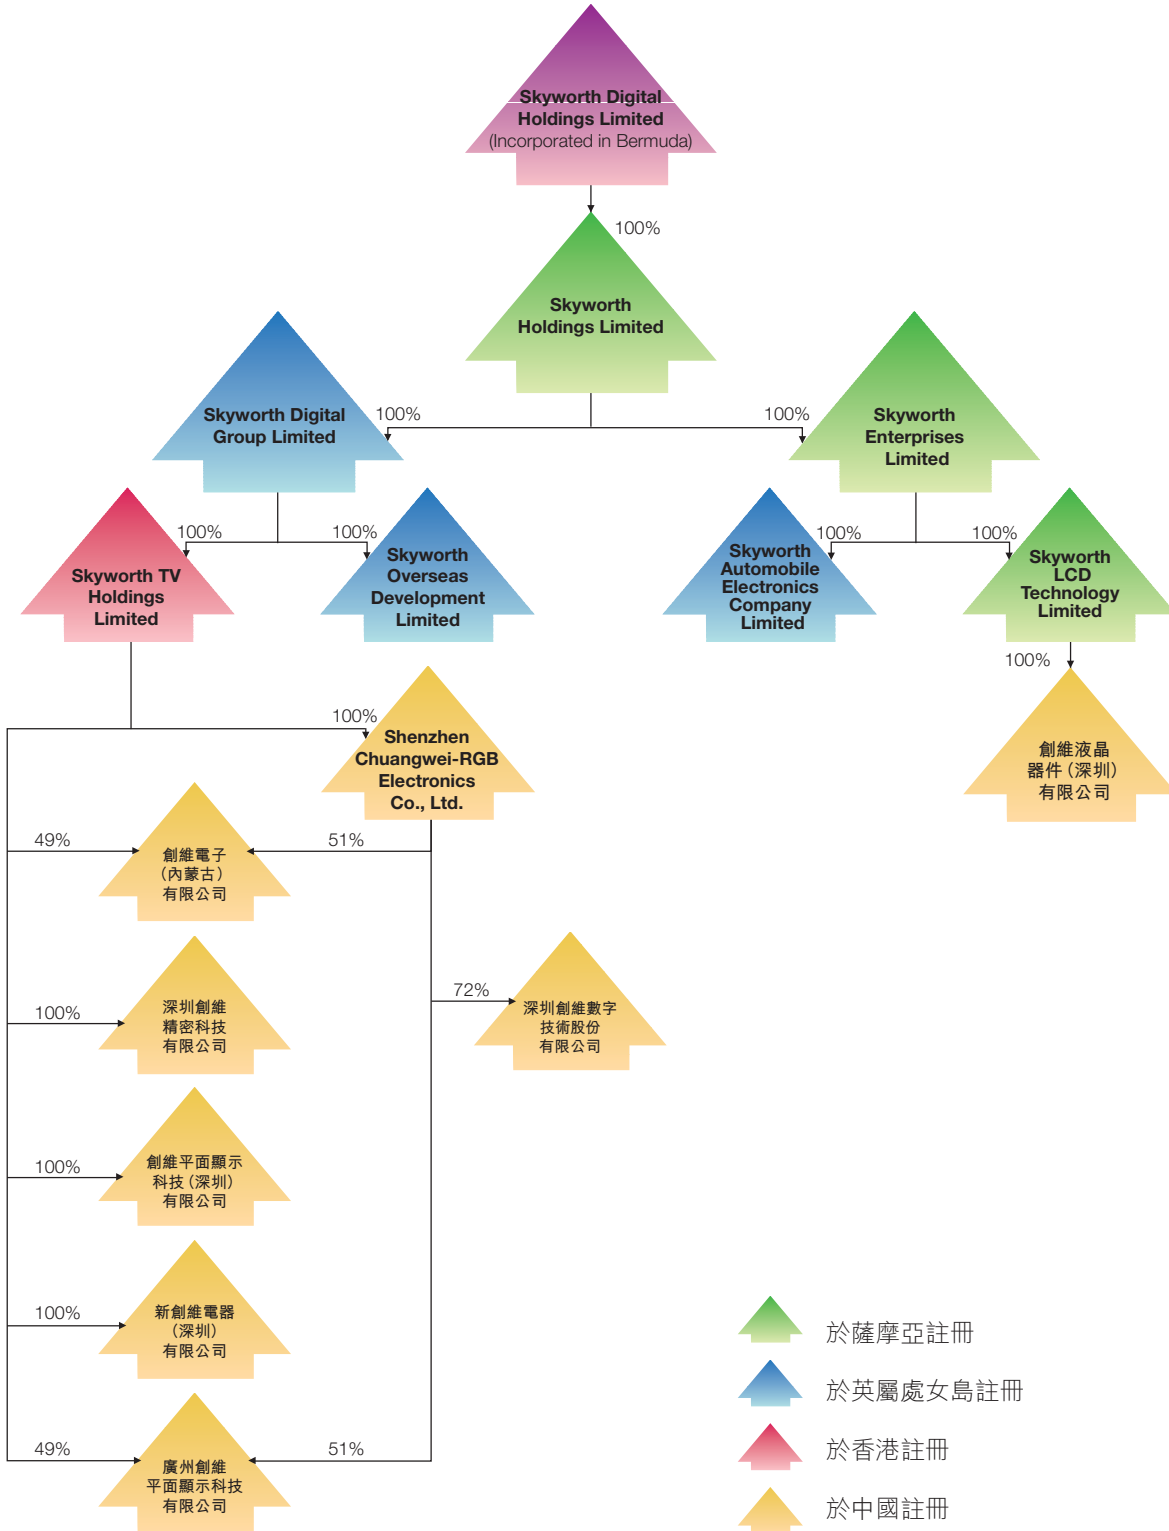 Skyworth Digital
Holdings Limited
(Incorporated in Bermuda)
100%
Skyworth
Holdings Limited
100%
100%
Skyworth Digital
Group Limited
Skyworth
Enterprises
Limited
100%
100%
100%
100%
Skyworth TV
Holdings
Limited
Skyworth
Overseas
Development
Limited
Skyworth
Automobile
Electronics
Company
Limited
Skyworth
LCD
Technology
Limited
100%
100%
Shenzhen
Chuangwei-RGB
Electronics
Co., Ltd.
創維液晶
器件（深圳）
有限公司
49%
51%
創維電子
（內蒙古）
有限公司
72%
深圳創維數字
技術股份
有限公司
100%
深圳創維
精密科技
有限公司
100%
創維平面顯示
科技（深圳）
有限公司
100%
新創維電器
（深圳）
有限公司
49%
51%
廣州創維
平面顯示科技
有限公司
於薩摩亞註冊
於英屬處女島註冊
於香港註冊
於中國註冊